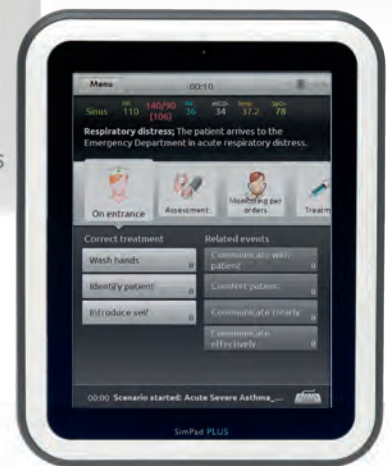 S
Menu
00:10
HR RR etCO₂ Temp SpO₂
Sinus 110 140/90 36 34 37.2 78
(106)
Respiratory distress; The patient arrives to the
Emergency Department in acute respiratory distress.
On entrance
Assessment
Monitoring per
orders
Treatm
Correct treatment
Related events
Wash hands 0
Communicate with
patient 0
Identify patient 0
Comfort patient 0
Introduce self 0
Communicate clearly 0
Communicate
effectively 0
00:00 Scenario started: Acute Severe Asthma_...
SimPad PLUS